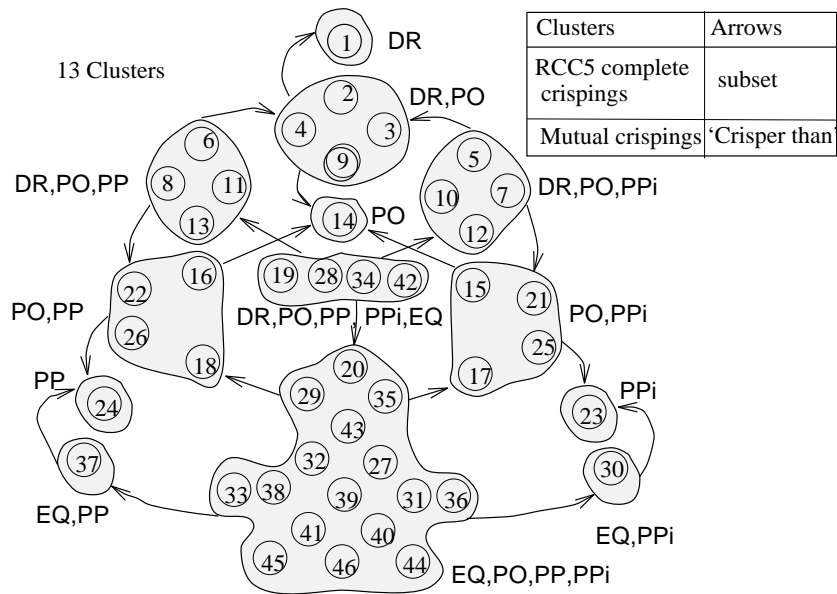 1 DR
13 Clusters
Clusters Arrows
RCC5 complete
crispings
subset
Mutual crispings ‘Crisper than’
2
DR,PO
4 3
9
6
8 11
13
DR,PO,PP
5
10 7
12
DR,PO,PPi
14 PO
19 28 34 42
DR,PO,PP, PPi,EQ
16
22
26
18
PO,PP
15
21
25
17
PO,PPi
PP
24
PPi
23
37
EQ,PP
30
EQ,PPi
20
29 35
43
32 27
33 38 39 31 36
41 40
45 46 44
EQ,PO,PP,PPi